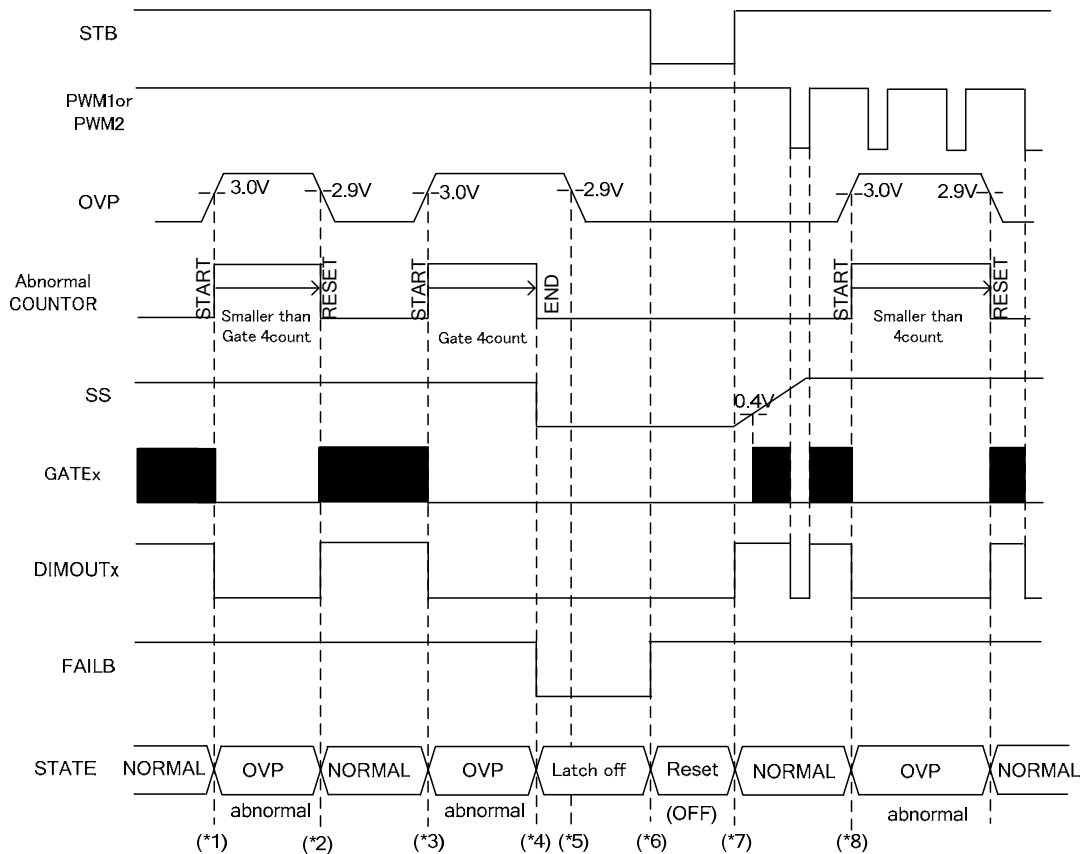 STB
PWM1or
PWM2
OVP
3.0V
2.9V
3.0V
2.9V
3.0V
2.9V
Abnormal
COUNTOR
START
RESET
START
END
START
RESET
Smaller than
Gate 4count
Gate 4count
Smaller than
4count
SS
0.4V
GATEx
DIMOUTx
FAILB
STATE
NORMAL
OVP
NORMAL
OVP
Latch off
Reset
NORMAL
OVP
NORMAL
abnormal
abnormal
(OFF)
abnormal
(*1)
(*2)
(*3)
(*4)
(*5)
(*6)
(*7)
(*8)